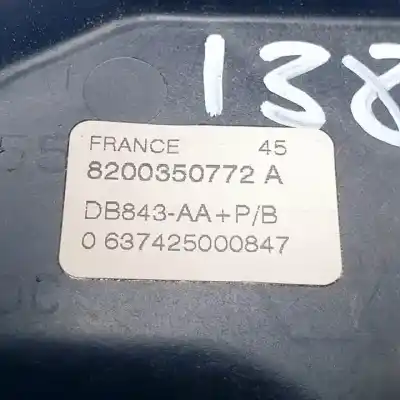 138
FRANCE 45
8200350772 A
DB843-AA+P/B
0 637425000847